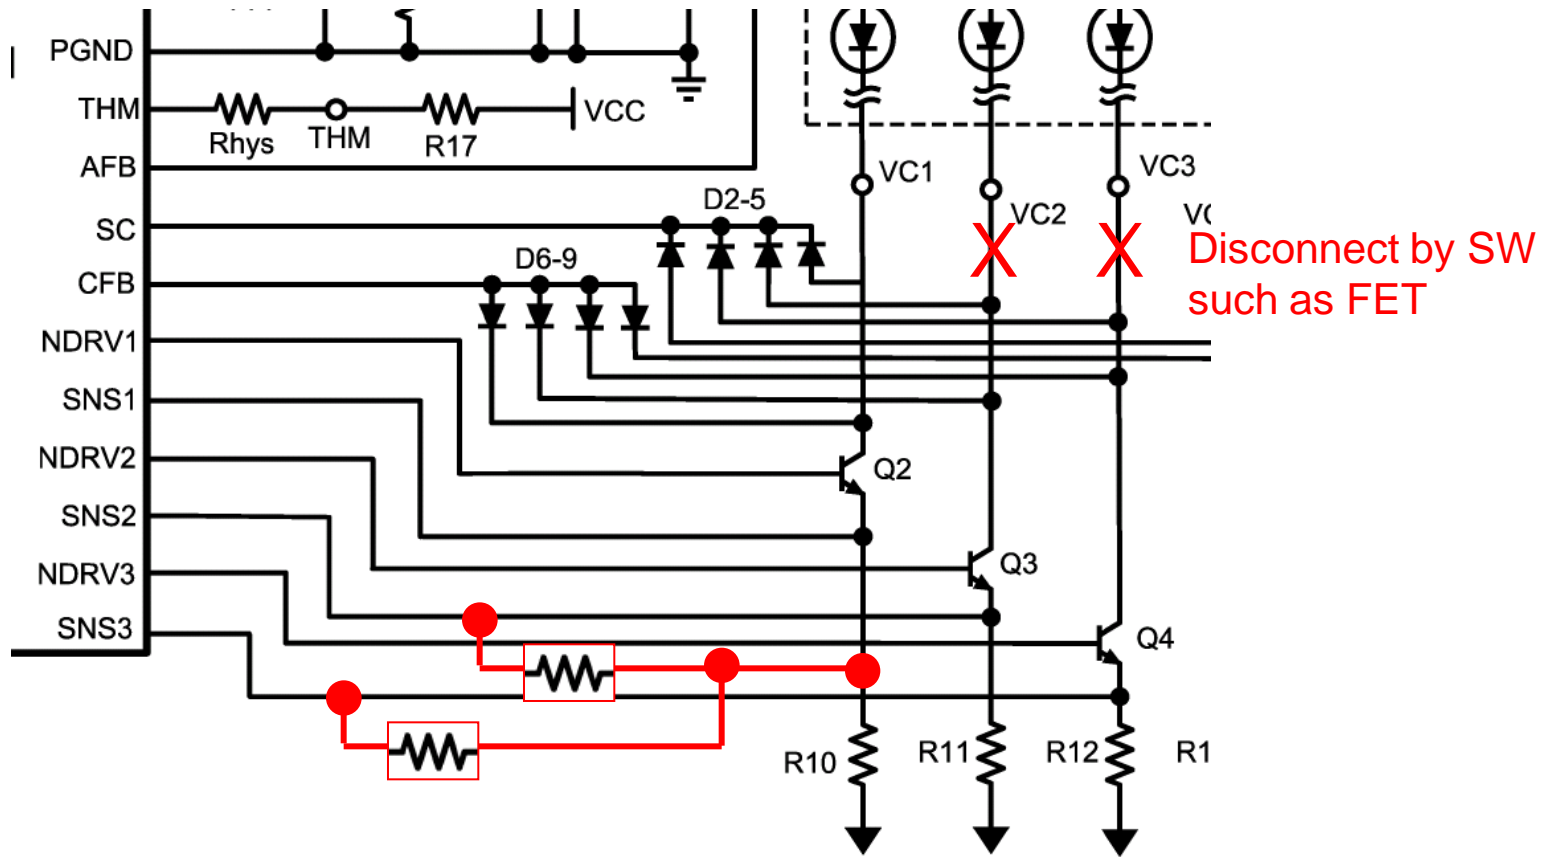 PGND
THM
Rhys
THM
R17
VCC
AFB
VC1
VC3
D2-5
VC2
SC
D6-9
CFB
Disconnect by SW
such as FET
X
X
NDRV1
SNS1
NDRV2
Q2
SNS2
NDRV3
Q3
SNS3
Q4
R10
R11
R12